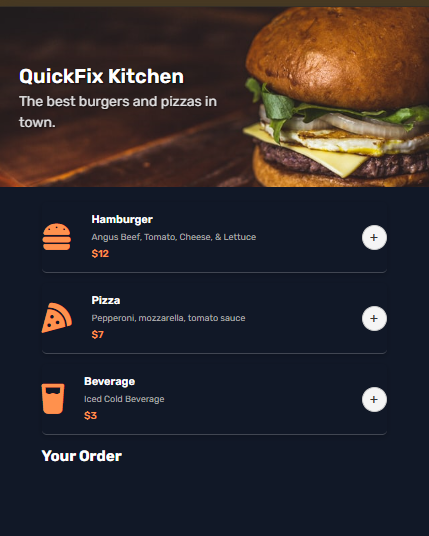 QuickFix Kitchen
The best burgers and pizzas in
town.
Hamburger
Angus Beef, Tomato, Cheese, & Lettuce
$12
+
Pizza
Pepperoni, mozzarella, tomato sauce
$7
+
Beverage
Iced Cold Beverage
$3
+
Your Order